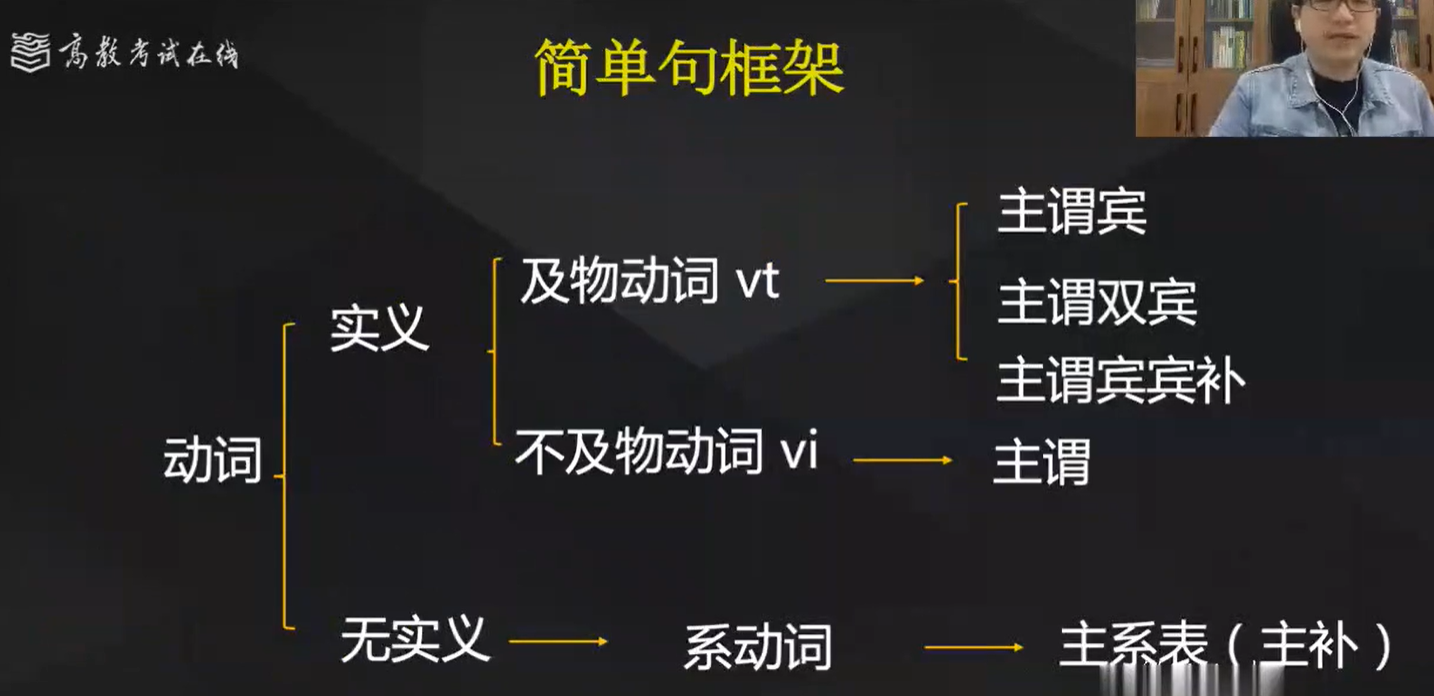 高教考试在线
简单句框架
主谓宾
及物动词 vt
主谓双宾
实义
主谓宾宾补
动词
不及物动词 vi
主谓
无实义
系动词
主系表（主补）